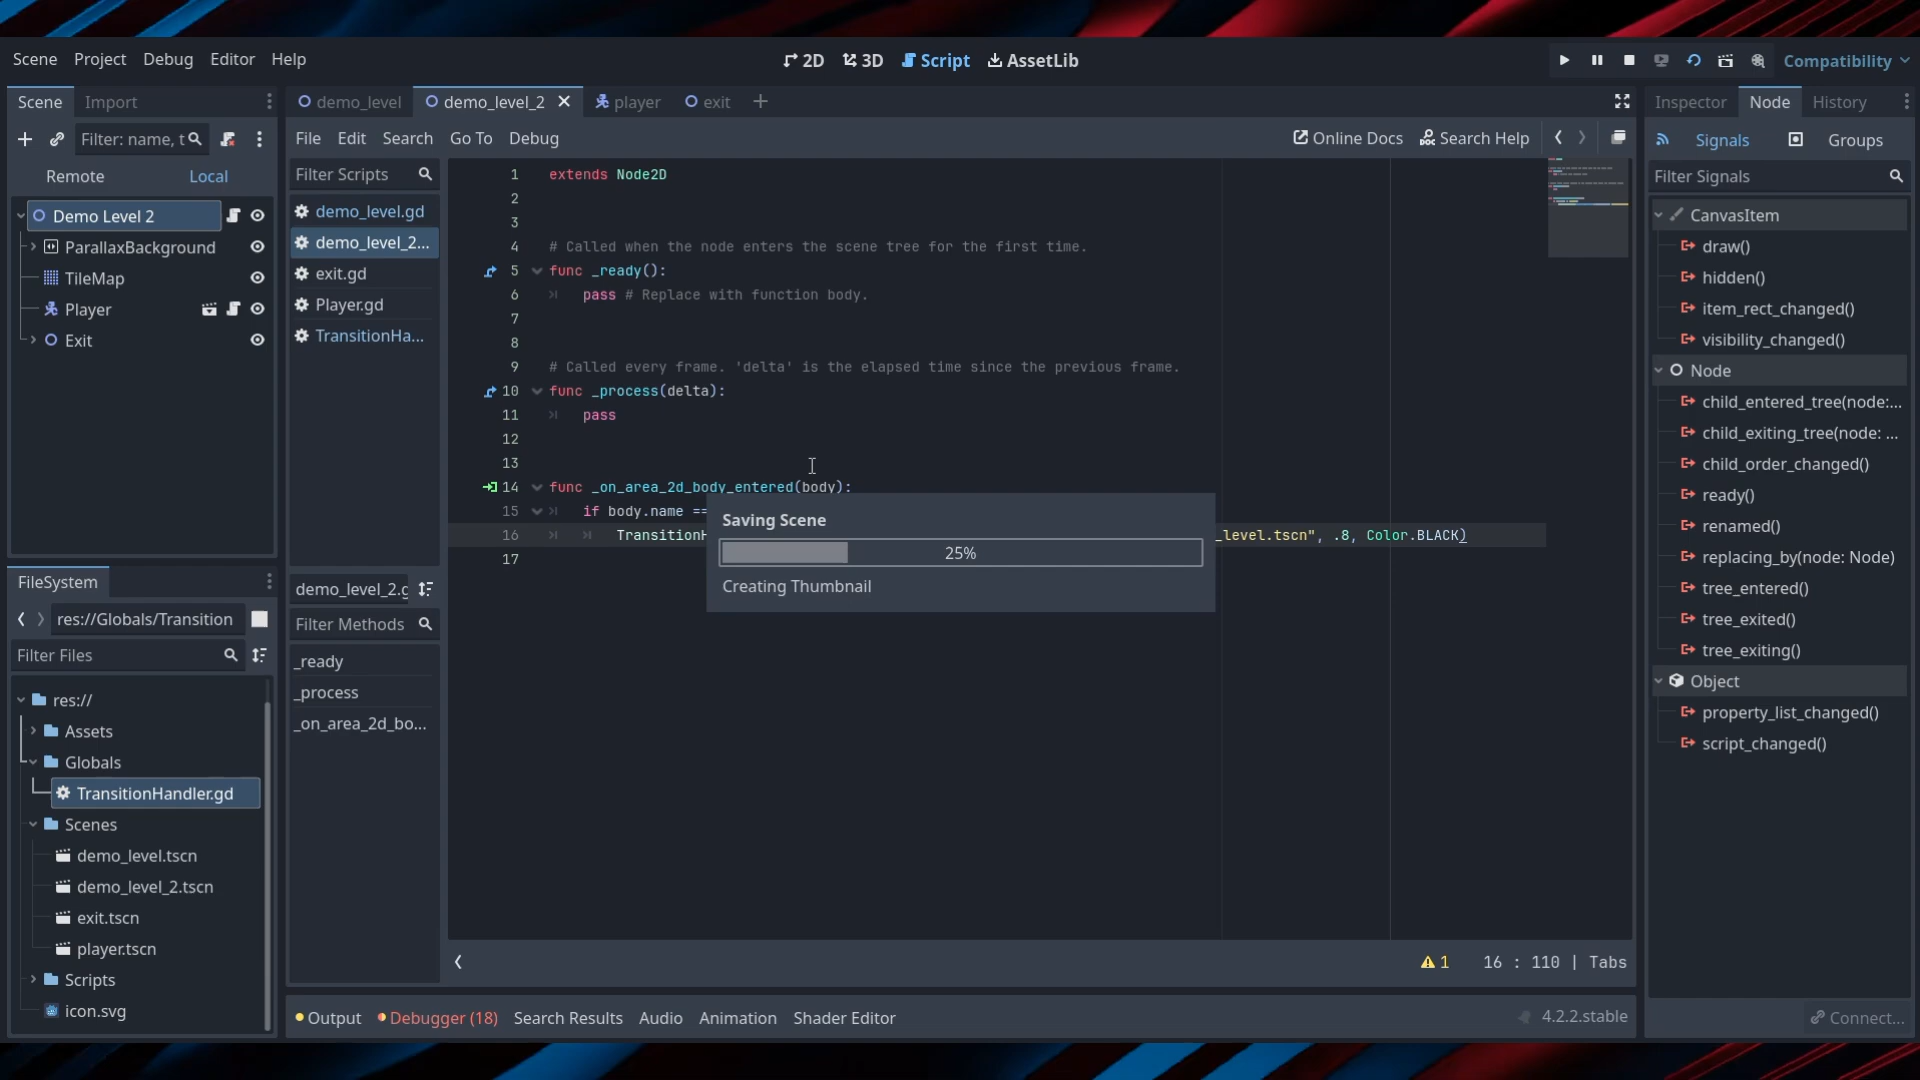 Scene Project Debug Editor Help
2D 3D Script AssetLib
Compatibility
Scene Import
Filter: name, t
Remote Local
Demo Level 2
ParallaxBackground
TileMap
Player
Exit
FileSystem
res://Globals/Transition
Filter Files
res://
Assets
Globals
TransitionHandler.gd
Scenes
demo_level.tscn
demo_level_2.tscn
exit.tscn
player.tscn
Scripts
icon.svg
demo_level demo_level_2 player exit
File Edit Search Go To Debug
Online Docs Search Help
Filter Scripts
demo_level.gd
demo_level_2...
exit.gd
Player.gd
TransitionHa...
demo_level_2.g
Filter Methods
_ready
_process
_on_area_2d_bo...
1 extends Node2D
2
3
4 # Called when the node enters the scene tree for the first time.
5 func _ready():
6 pass # Replace with function body.
7
8
9 # Called every frame. 'delta' is the elapsed time since the previous frame.
10 func _process(delta):
11 pass
12
13
14 func _on_area_2d_body_entered(body):
15 if body.name ==
16 TransitionH _level.tscn", .8, Color.BLACK)
17
Saving Scene
25%
Creating Thumbnail
1 16 : 110 | Tabs
Output Debugger (18) Search Results Audio Animation Shader Editor
4.2.2.stable
Inspector Node History
Signals Groups
Filter Signals
CanvasItem
draw()
hidden()
item_rect_changed()
visibility_changed()
Node
child_entered_tree(node:...
child_exiting_tree(node: ...
child_order_changed()
ready()
renamed()
replacing_by(node: Node)
tree_entered()
tree_exited()
tree_exiting()
Object
property_list_changed()
script_changed()
Connect...